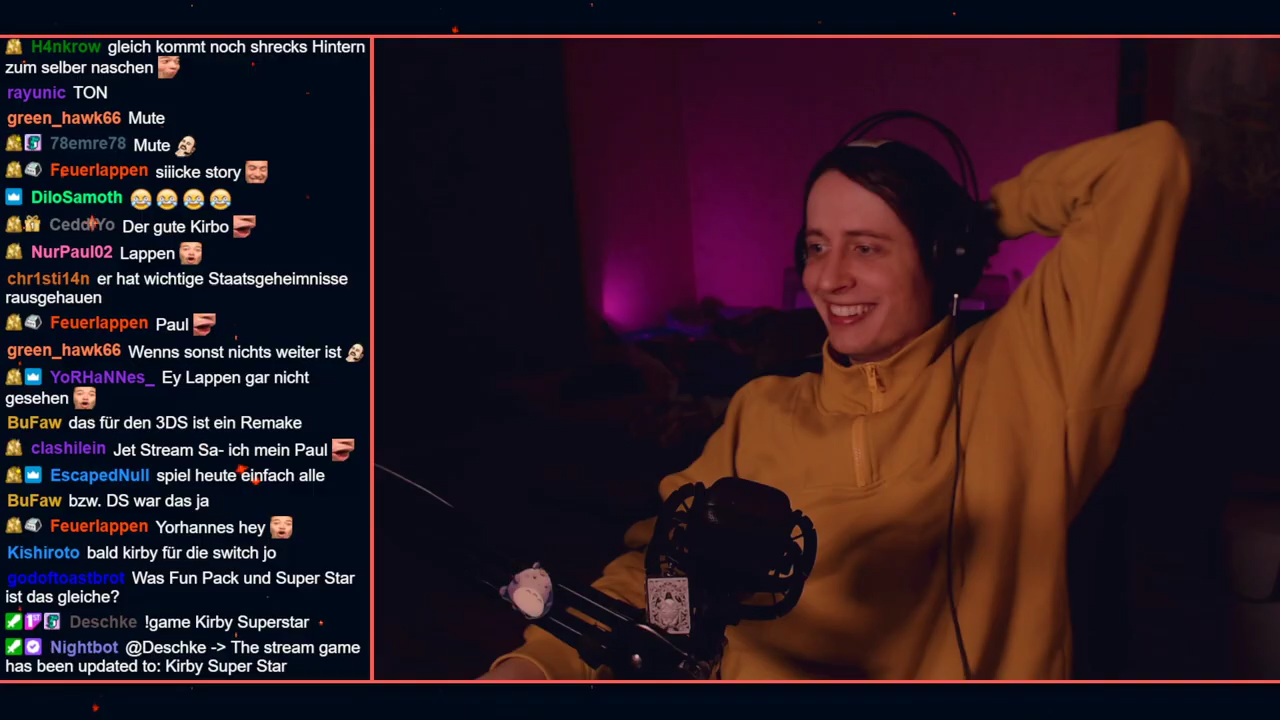 H4nkrow gleich kommt noch shrecks Hintern
zum selber naschen
rayunic TON
green_hawk66 Mute
78emre78 Mute
Feuerlappen siiicke story
DiloSamoth
CeddiYo Der gute Kirbo
NurPaul02 Lappen
chr1sti14n er hat wichtige Staatsgeheimnisse
rausgehauen
Feuerlappen Paul
green_hawk66 Wenns sonst nichts weiter ist
YoRHaNNes_ Ey Lappen gar nicht
gesehen
BuFaw das für den 3DS ist ein Remake
clashilein Jet Stream Sa- ich mein Paul
EscapedNull spiel heute einfach alle
BuFaw bzw. DS war das ja
Feuerlappen Yorhannes hey
Kishiroto bald kirby für die switch jo
godoftoastbrot Was Fun Pack und Super Star
ist das gleiche?
Deschke !game Kirby Superstar
Nightbot @Deschke -> The stream game
has been updated to: Kirby Super Star